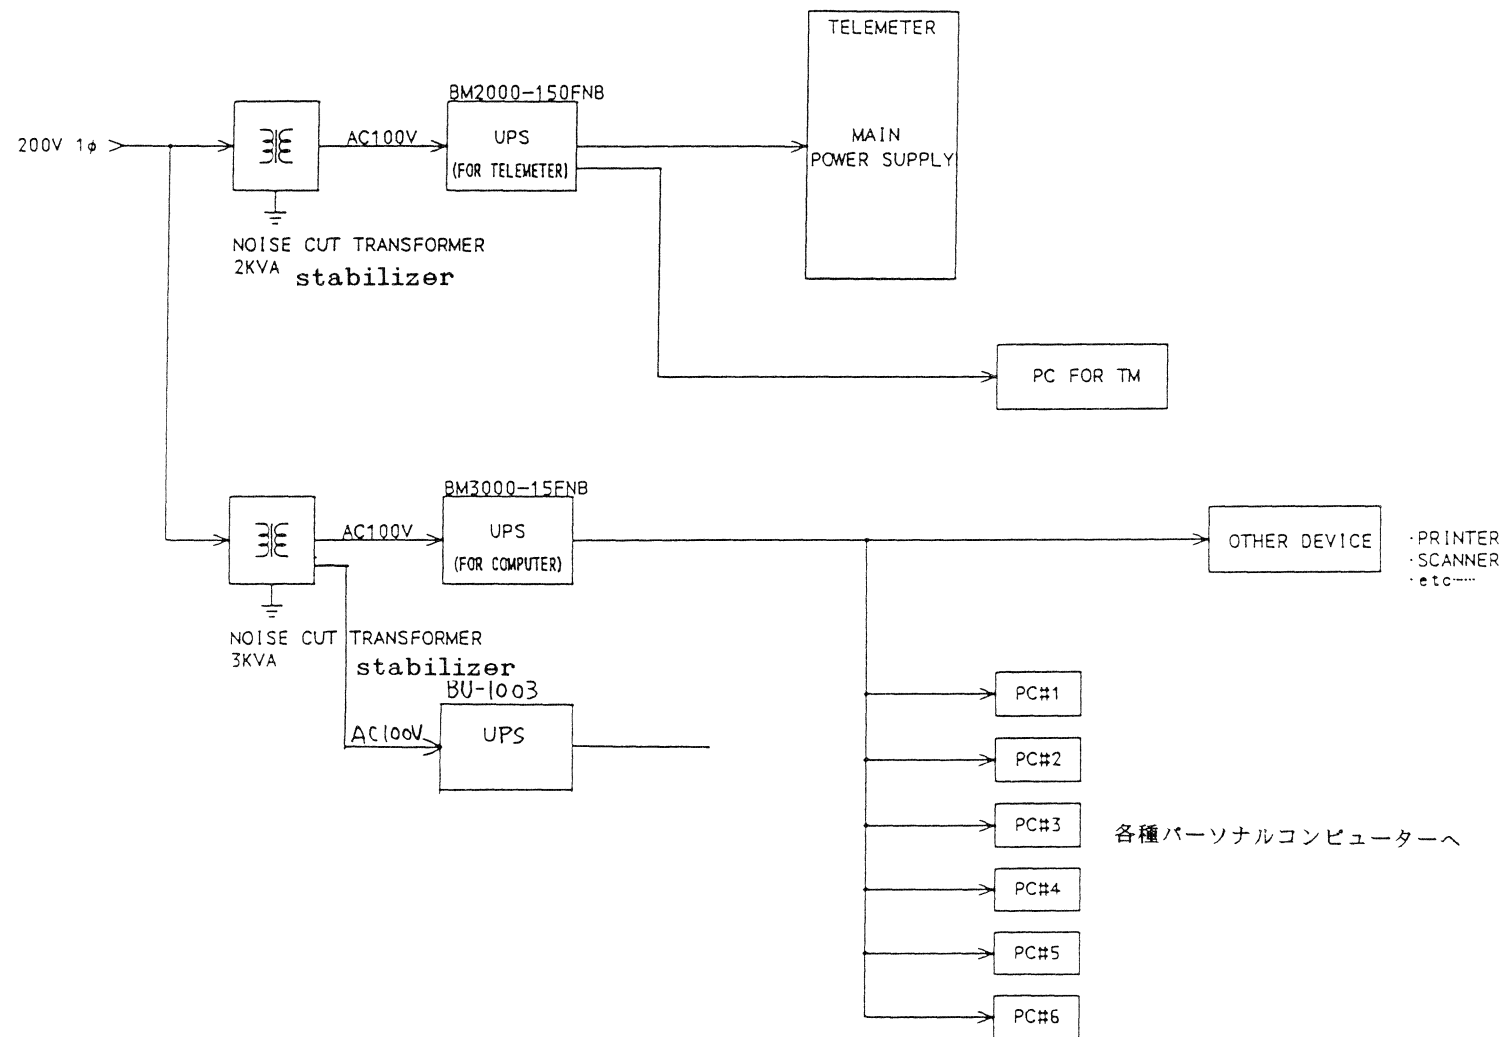 TELEMETER
MAIN
POWER SUPPLY
BM2000-150FNB
UPS
(FOR TELEMETER)
200V 1φ
AC100V
NOISE CUT TRANSFORMER
2KVA
stabilizer
PC FOR TM
BM3000-15FNB
UPS
(FOR COMPUTER)
AC100V
OTHER DEVICE
·PRINTER
·SCANNER
·etc……
NOISE CUT TRANSFORMER
3KVA
stabilizer
BU-1003
UPS
AC100V
PC#1
PC#2
PC#3
各種パーソナルコンピューターへ
PC#4
PC#5
PC#6